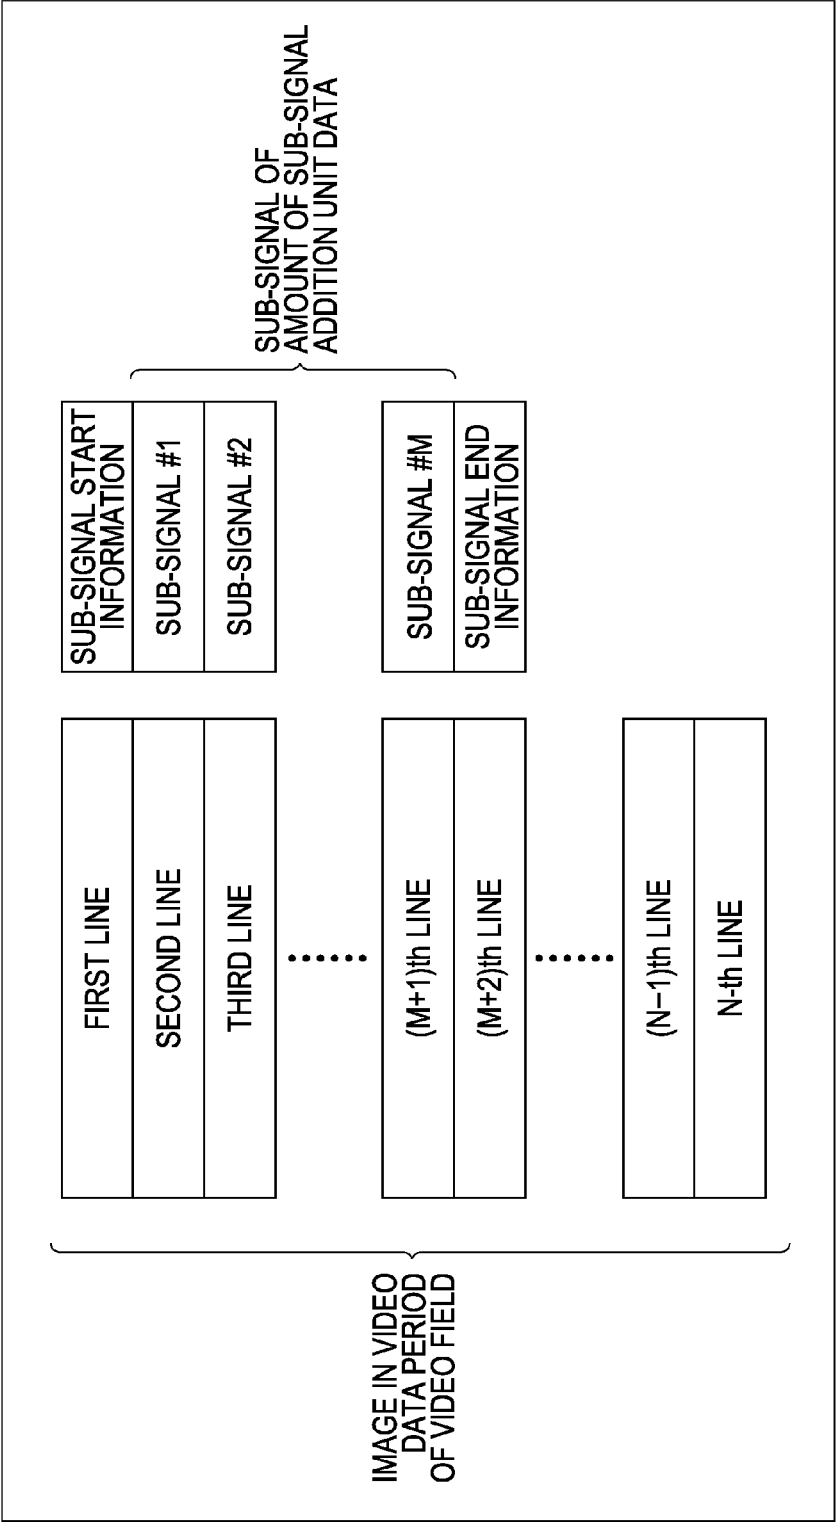 IMAGE IN VIDEO
DATA PERIOD
OF VIDEO FIELD
FIRST LINE
SECOND LINE
THIRD LINE
......
(M+1)th LINE
(M+2)th LINE
......
(N−1)th LINE
N-th LINE
SUB-SIGNAL START
INFORMATION
SUB-SIGNAL #1
SUB-SIGNAL #2
SUB-SIGNAL #M
SUB-SIGNAL END
INFORMATION
SUB-SIGNAL OF
AMOUNT OF SUB-SIGNAL
ADDITION UNIT DATA